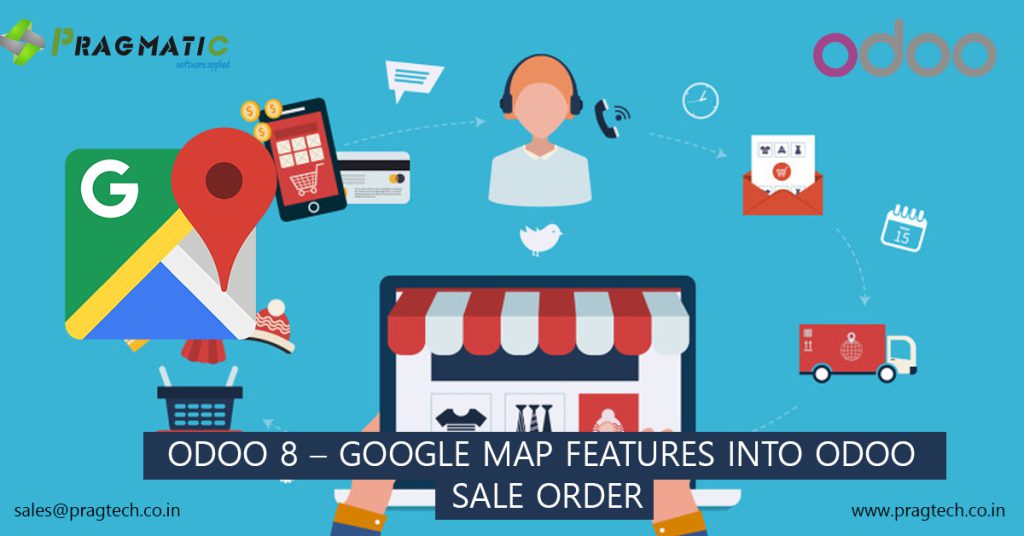 PRAGMATIC
software applied
odoo
G
15
ODOO 8 – GOOGLE MAP FEATURES INTO ODOO
SALE ORDER
sales@pragtech.co.in
www.pragtech.co.in